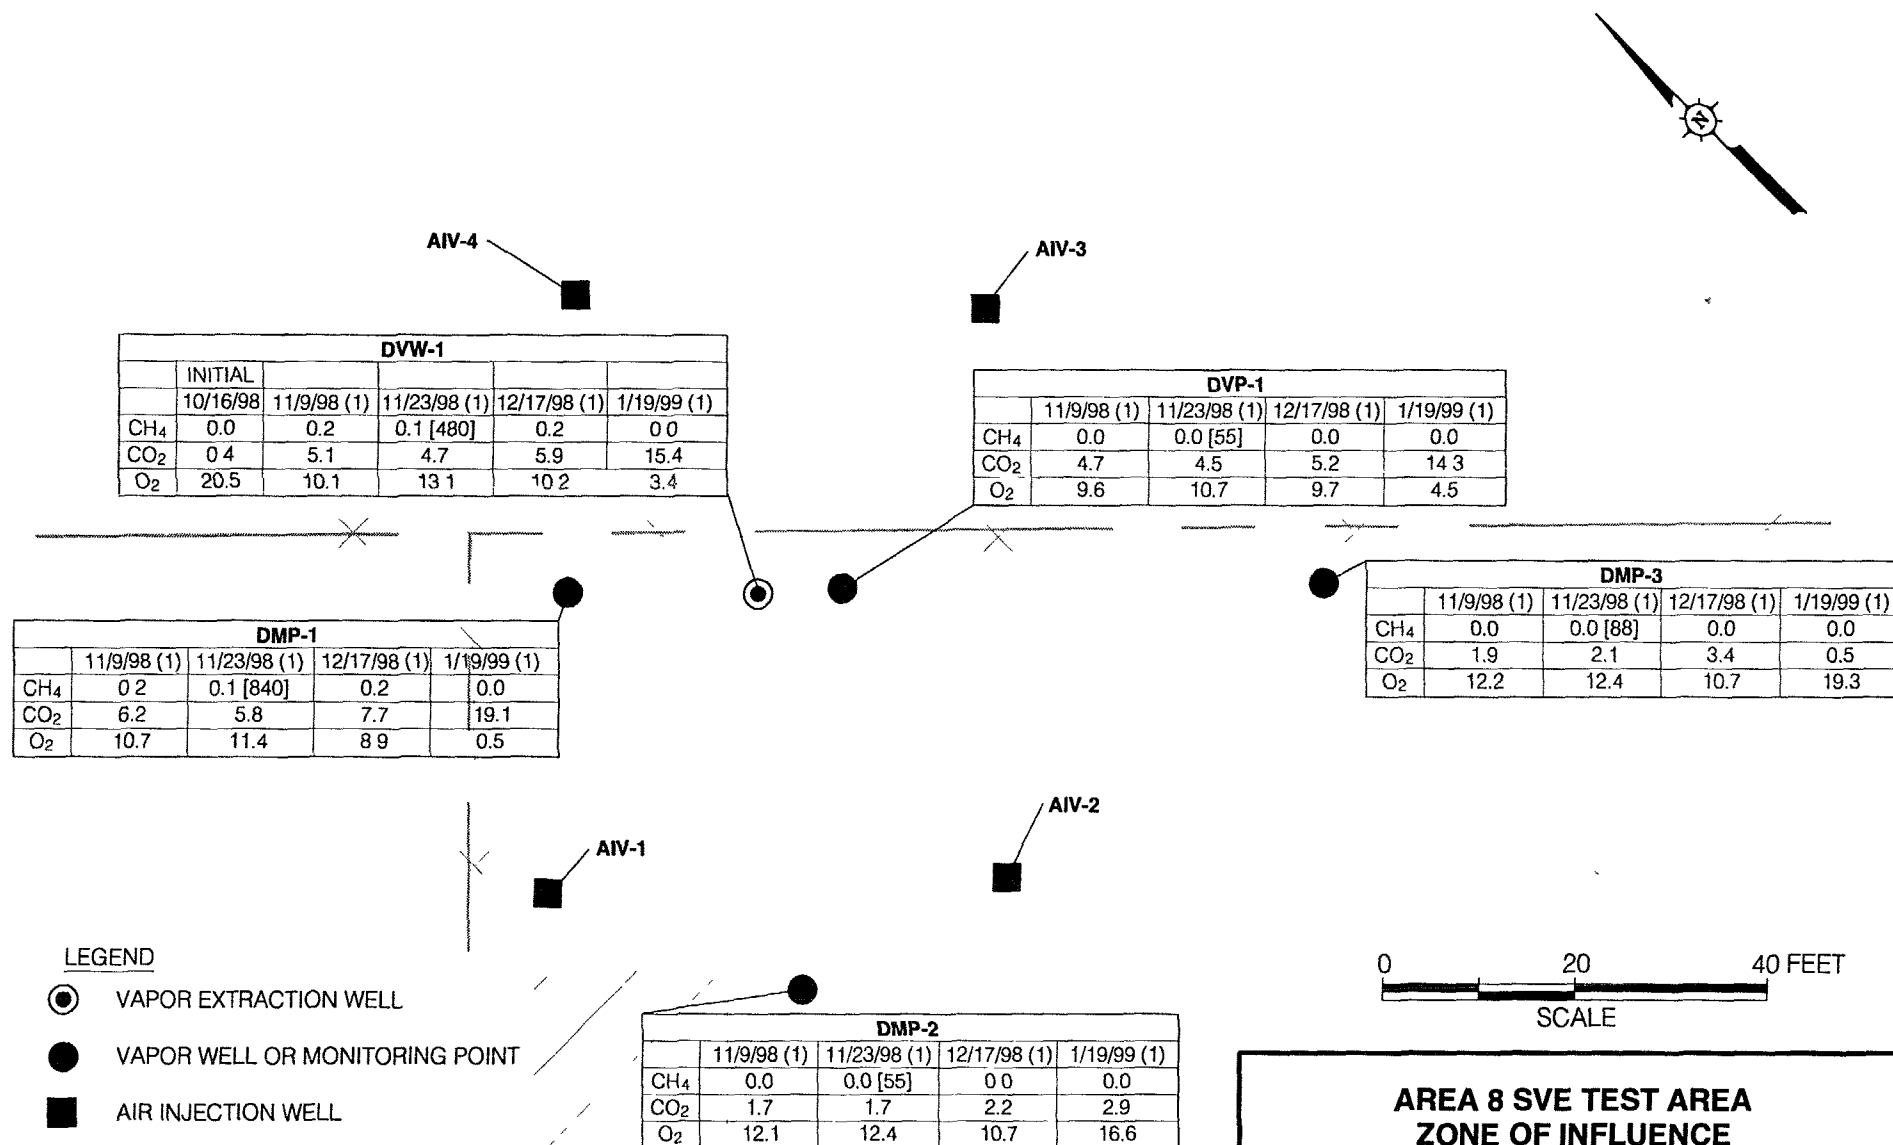 N
AIV-4
AIV-3
DVW-1
INITIAL
10/16/98 11/9/98 (1) 11/23/98 (1) 12/17/98 (1) 1/19/99 (1)
CH4 0.0 0.2 0.1 [480] 0.2 0 0
CO2 0 4 5.1 4.7 5.9 15.4
O2 20.5 10.1 13 1 10 2 3.4
DVP-1
11/9/98 (1) 11/23/98 (1) 12/17/98 (1) 1/19/99 (1)
CH4 0.0 0.0 [55] 0.0 0.0
CO2 4.7 4.5 5.2 14 3
O2 9.6 10.7 9.7 4.5
DMP-3
11/9/98 (1) 11/23/98 (1) 12/17/98 (1) 1/19/99 (1)
CH4 0.0 0.0 [88] 0.0 0.0
CO2 1.9 2.1 3.4 0.5
O2 12.2 12.4 10.7 19.3
DMP-1
11/9/98 (1) 11/23/98 (1) 12/17/98 (1) 1/19/99 (1)
CH4 0 2 0.1 [840] 0.2 0.0
CO2 6.2 5.8 7.7 19.1
O2 10.7 11.4 8 9 0.5
AIV-2
AIV-1
LEGEND
VAPOR EXTRACTION WELL
VAPOR WELL OR MONITORING POINT
AIR INJECTION WELL
0 20 40 FEET
SCALE
DMP-2
11/9/98 (1) 11/23/98 (1) 12/17/98 (1) 1/19/99 (1)
CH4 0.0 0.0 [55] 0 0 0.0
CO2 1.7 1.7 2.2 2.9
O2 12.1 12.4 10.7 16.6
AREA 8 SVE TEST AREA
ZONE OF INFLUENCE